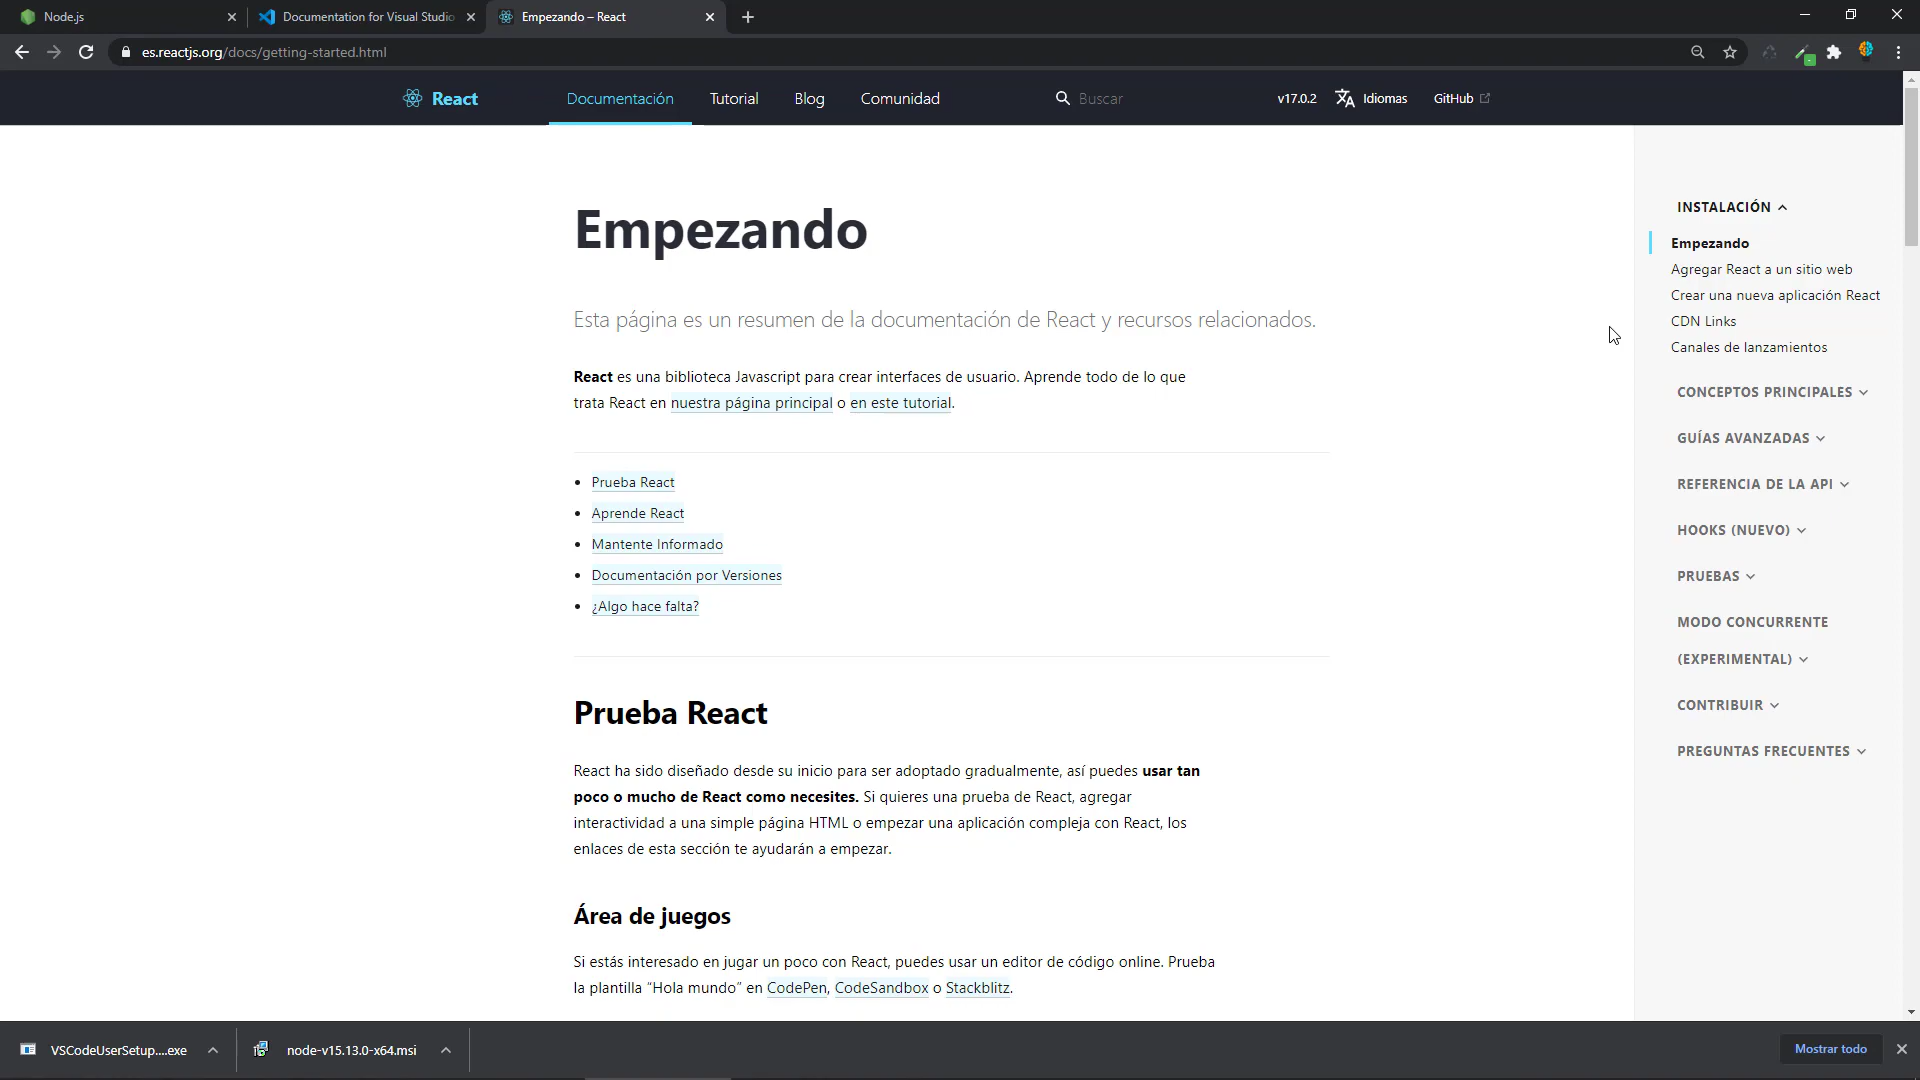 Node.js
Documentation for Visual Studio
Empezando – React
es.reactjs.org/docs/getting-started.html
React
Documentación
Tutorial
Blog
Comunidad
Buscar
v17.0.2
Idiomas
GitHub
Empezando
Esta página es un resumen de la documentación de React y recursos relacionados.
React es una biblioteca Javascript para crear interfaces de usuario. Aprende todo de lo que
trata React en nuestra página principal o en este tutorial.
Prueba React
Aprende React
Mantente Informado
Documentación por Versiones
¿Algo hace falta?
Prueba React
React ha sido diseñado desde su inicio para ser adoptado gradualmente, así puedes usar tan
poco o mucho de React como necesites. Si quieres una prueba de React, agregar
interactividad a una simple página HTML o empezar una aplicación compleja con React, los
enlaces de esta sección te ayudarán a empezar.
Área de juegos
Si estás interesado en jugar un poco con React, puedes usar un editor de código online. Prueba
la plantilla “Hola mundo” en CodePen, CodeSandbox o Stackblitz.
INSTALACIÓN
Empezando
Agregar React a un sitio web
Crear una nueva aplicación React
CDN Links
Canales de lanzamientos
CONCEPTOS PRINCIPALES
GUÍAS AVANZADAS
REFERENCIA DE LA API
HOOKS (NUEVO)
PRUEBAS
MODO CONCURRENTE
(EXPERIMENTAL)
CONTRIBUIR
PREGUNTAS FRECUENTES
VSCodeUserSetup....exe
node-v15.13.0-x64.msi
Mostrar todo